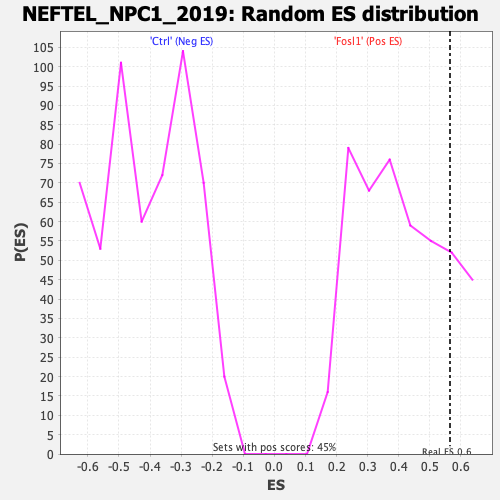 NEFTEL_NPC1_2019: Random ES distribution
'Ctrl' (Neg ES)
'Fosl1' (Pos ES)
105
100
95
90
85
80
75
70
65
60
55
50
45
40
35
30
25
20
15
10
5
0
P(ES)
Sets with pos scores: 45%
Real ES 0.6
-0.6 -0.5 -0.4 -0.3 -0.2 -0.1 0.0 0.1 0.2 0.3 0.4 0.5 0.6
ES